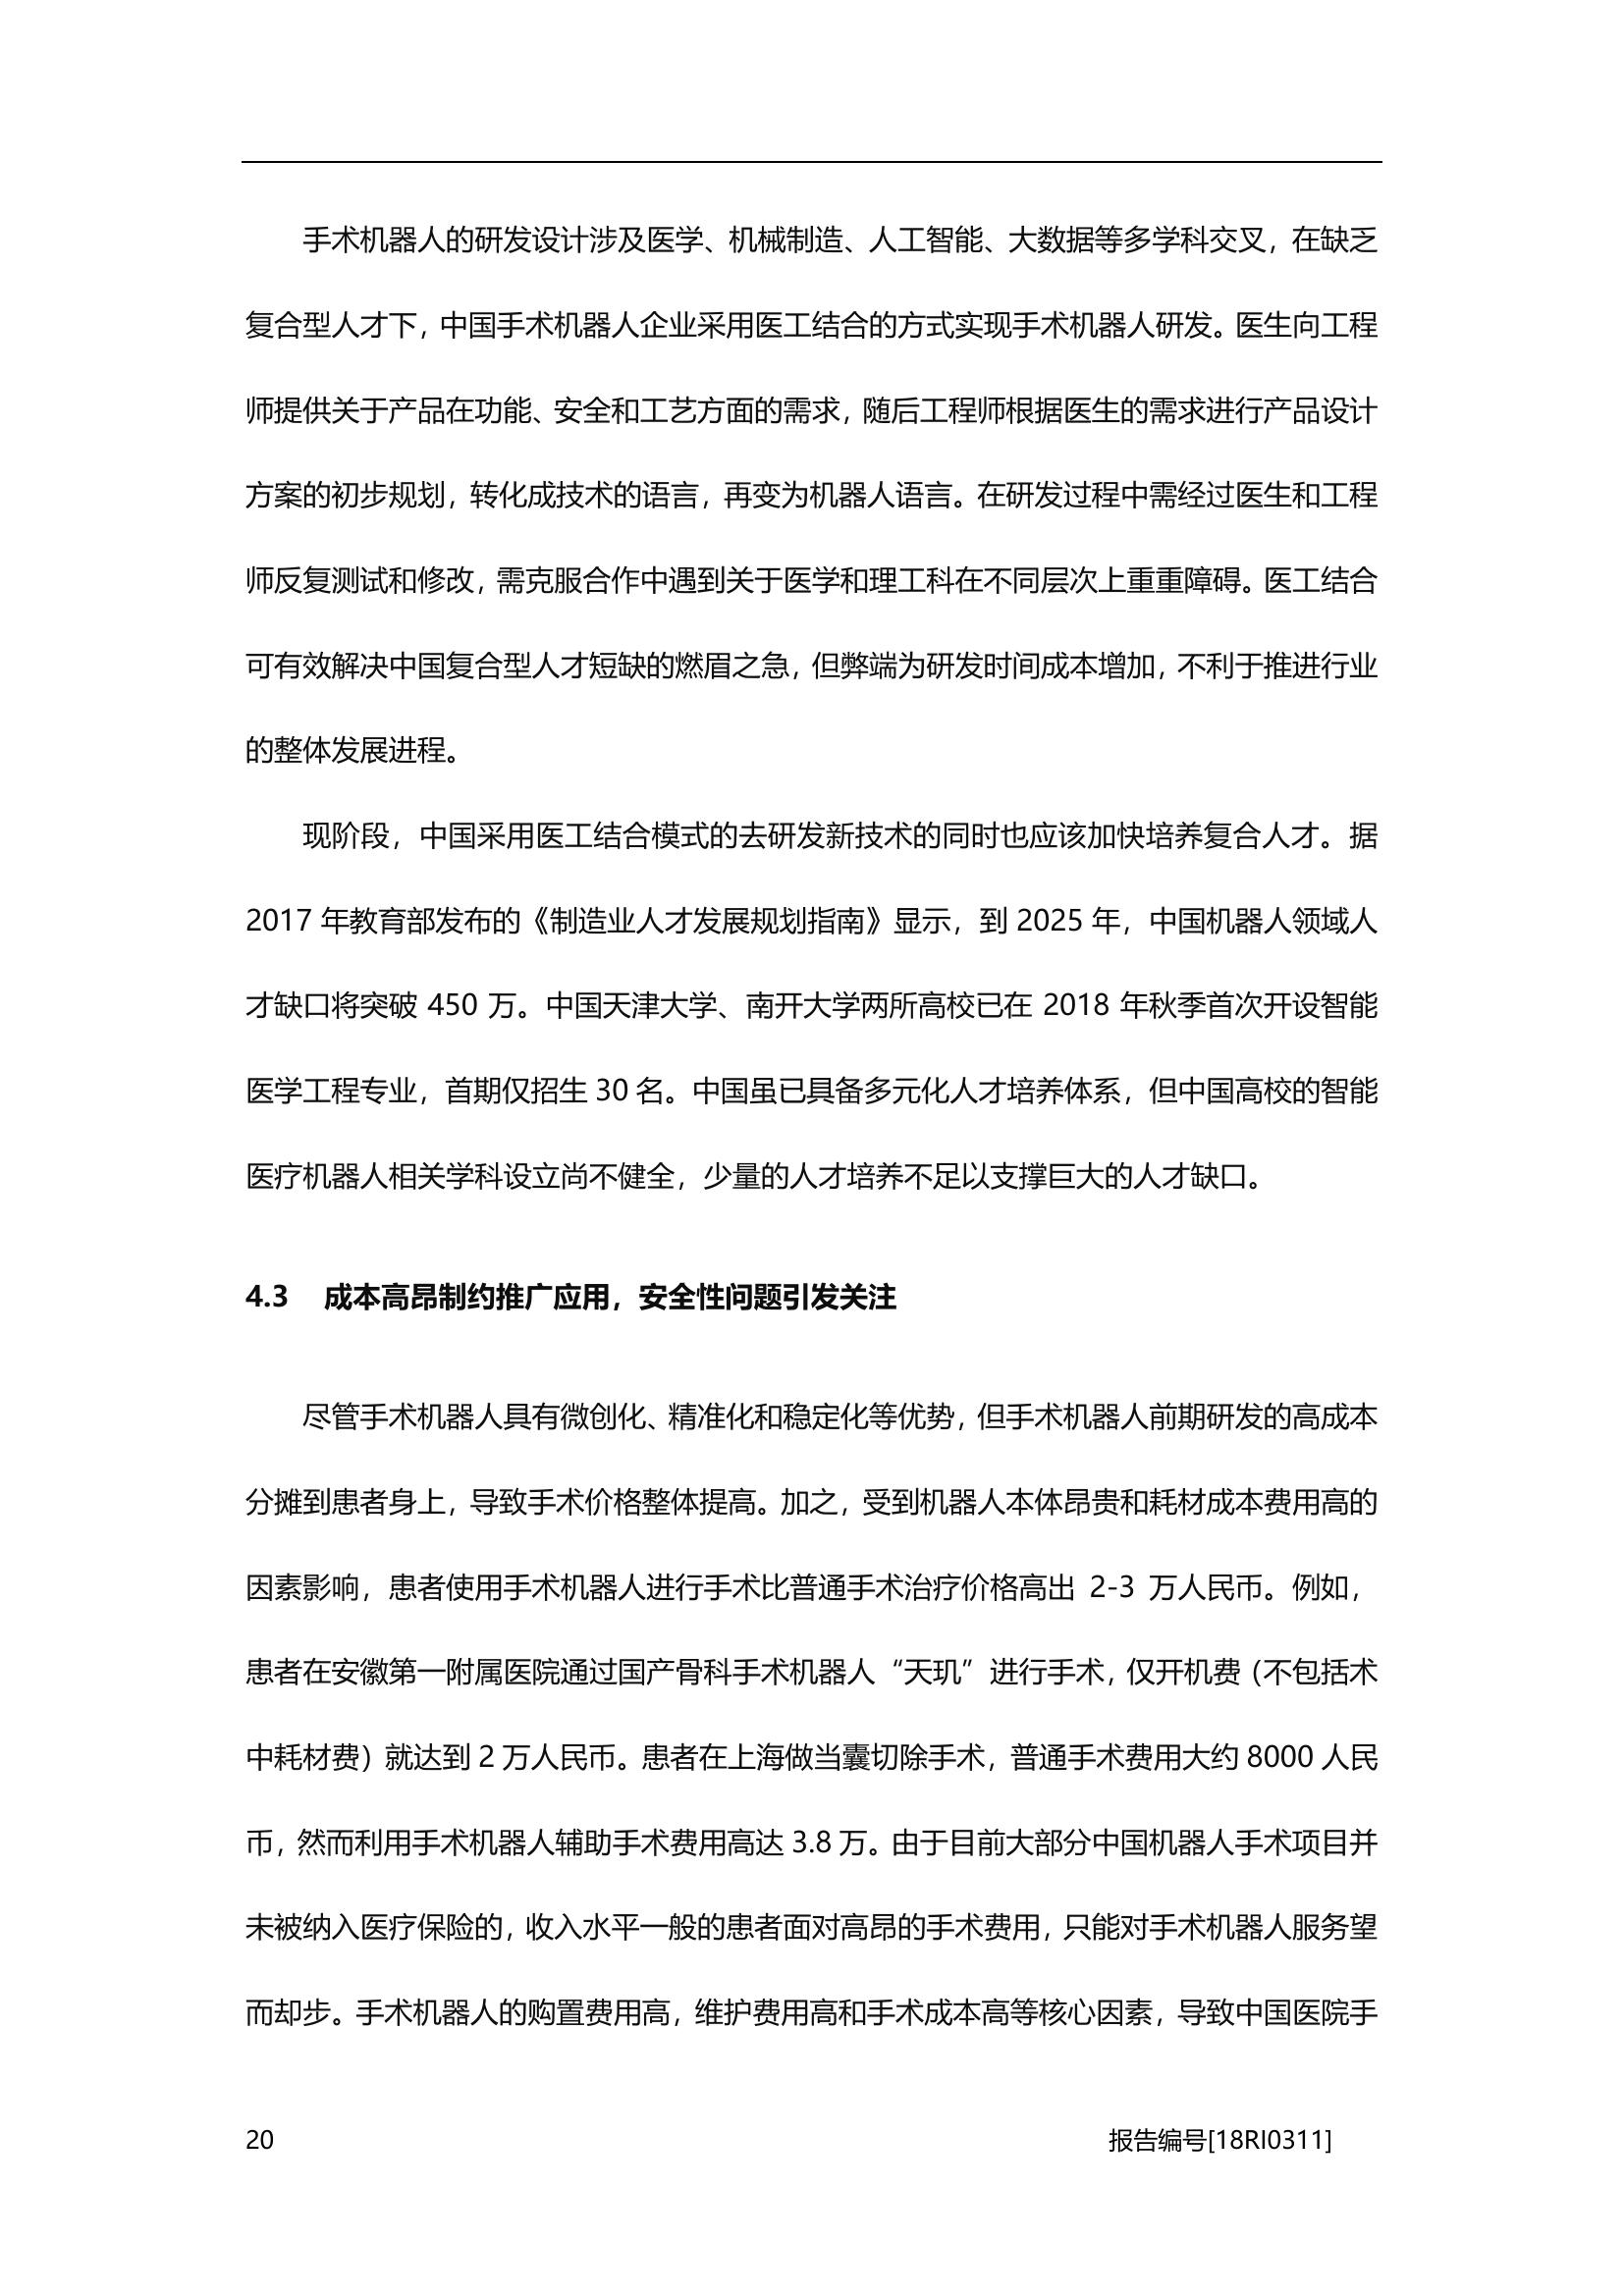 手术机器人的研发设计涉及医学、机械制造、人工智能、大数据等多学科交叉，在缺乏
复合型人才下，中国手术机器人企业采用医工结合的方式实现手术机器人研发。医生向工程
师提供关于产品在功能、安全和工艺方面的需求，随后工程师根据医生的需求进行产品设计
方案的初步规划，转化成技术的语言，再变为机器人语言。在研发过程中需经过医生和工程
师反复测试和修改，需克服合作中遇到关于医学和理工科在不同层次上重重障碍。医工结合
可有效解决中国复合型人才短缺的燃眉之急，但弊端为研发时间成本增加，不利于推进行业
的整体发展进程。
现阶段，中国采用医工结合模式的去研发新技术的同时也应该加快培养复合人才。据
2017 年教育部发布的《制造业人才发展规划指南》显示，到 2025 年，中国机器人领域人
才缺口将突破 450 万。中国天津大学、南开大学两所高校已在 2018 年秋季首次开设智能
医学工程专业，首期仅招生 30 名。中国虽已具备多元化人才培养体系，但中国高校的智能
医疗机器人相关学科设立尚不健全，少量的人才培养不足以支撑巨大的人才缺口。
4.3 成本高昂制约推广应用，安全性问题引发关注
尽管手术机器人具有微创化、精准化和稳定化等优势，但手术机器人前期研发的高成本
分摊到患者身上，导致手术价格整体提高。加之，受到机器人本体昂贵和耗材成本费用高的
因素影响，患者使用手术机器人进行手术比普通手术治疗价格高出 2-3 万人民币。例如，
患者在安徽第一附属医院通过国产骨科手术机器人“天玑”进行手术，仅开机费（不包括术
中耗材费）就达到 2 万人民币。患者在上海做当囊切除手术，普通手术费用大约 8000 人民
币，然而利用手术机器人辅助手术费用高达 3.8 万。由于目前大部分中国机器人手术项目并
未被纳入医疗保险的，收入水平一般的患者面对高昂的手术费用，只能对手术机器人服务望
而却步。手术机器人的购置费用高，维护费用高和手术成本高等核心因素，导致中国医院手
20 报告编号[18RI0311]